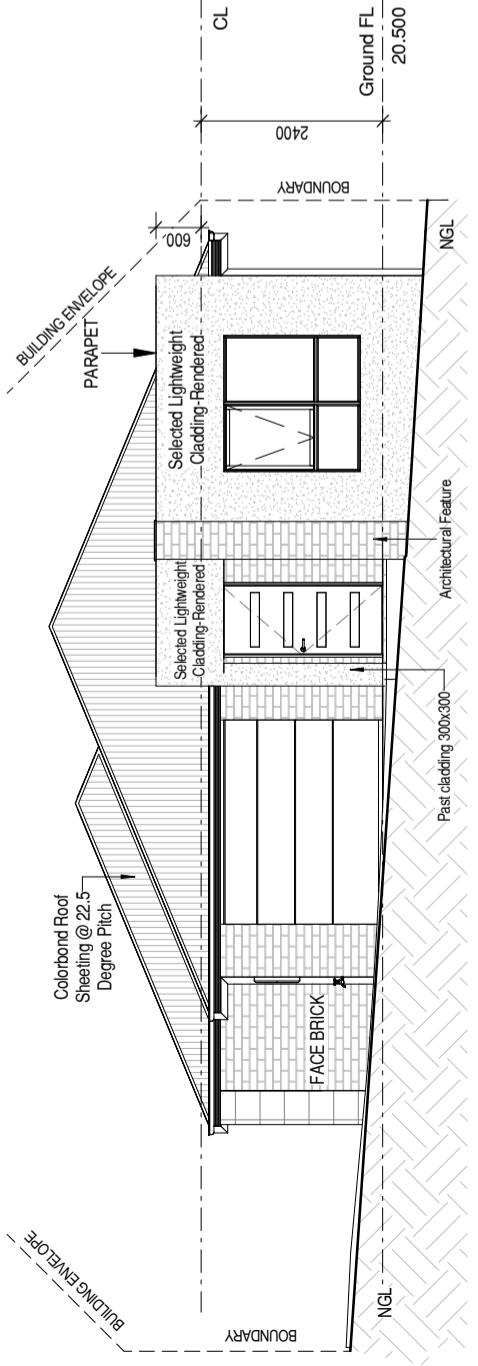 BUILDING ENVELOPE
BOUNDARY
NGL
Colorbond Roof
Sheeting @ 22.5
Degree Pitch
FACE BRICK
Selected Lightweight
Cladding-Rendered
Past cladding 300x300
Architectural Feature
Selected Lightweight
Cladding-Rendered
PARAPET
BUILDING ENVELOPE
600
BOUNDARY
NGL
2400
CL
Ground FL
20.500